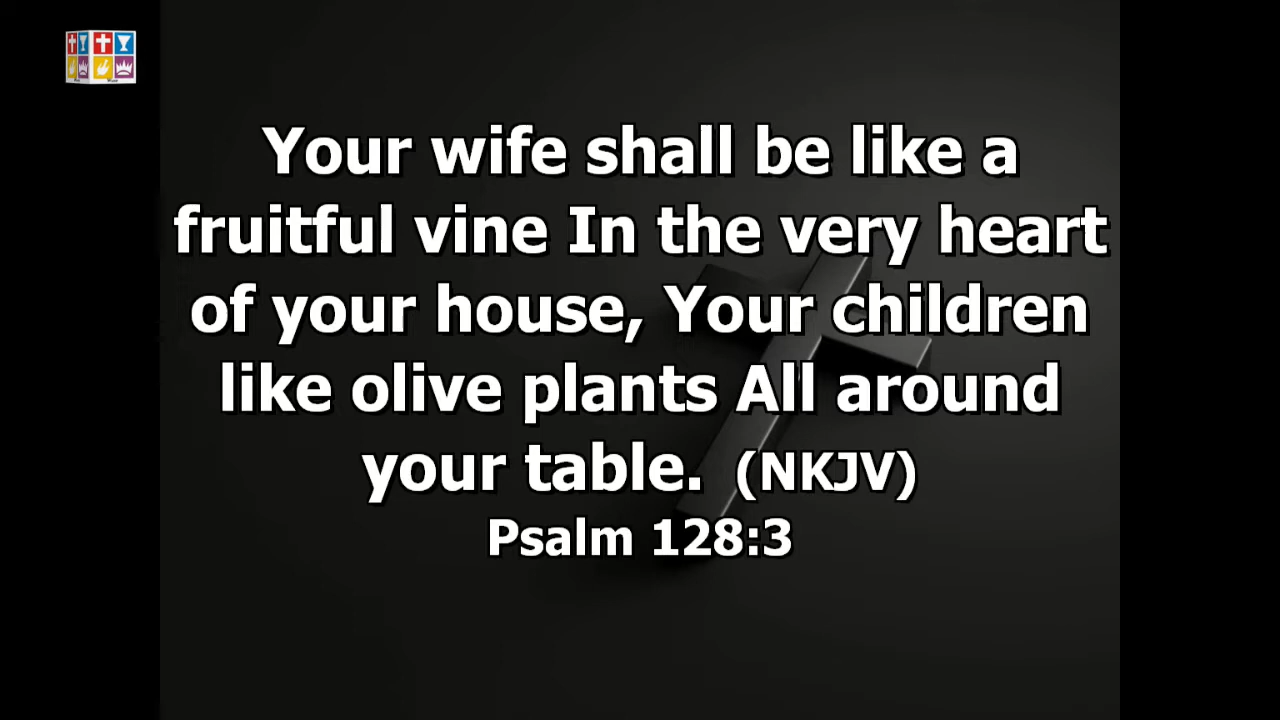 Your wife shall be like a
fruitful vine In the very heart
of your house, Your children
like olive plants All around
your table. (NKJV)
Psalm 128:3